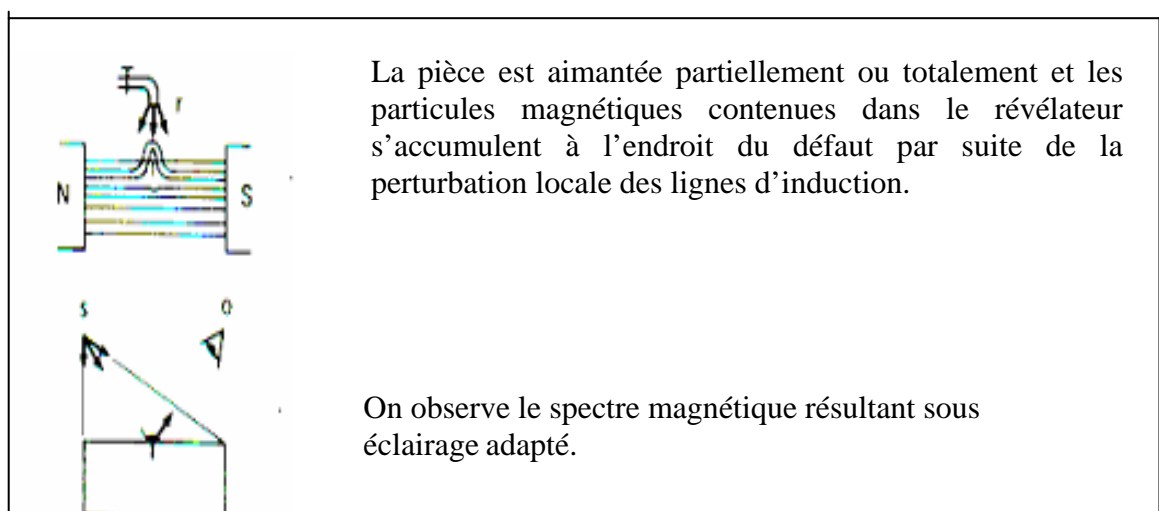 La pièce est aimantée partiellement ou totalement et les
particules magnétiques contenues dans le révélateur
s’accumulent à l’endroit du défaut par suite de la
perturbation locale des lignes d’induction.
r
N S
s o
On observe le spectre magnétique résultant sous
éclairage adapté.